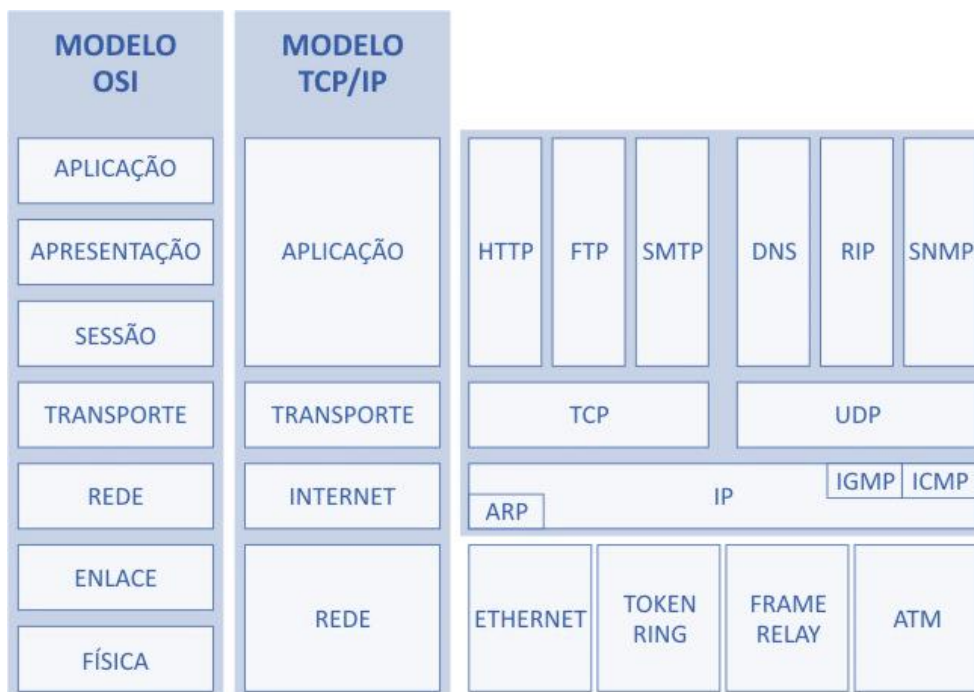 MODELO
OSI
MODELO
TCP/IP
APLICAÇÃO
APRESENTAÇÃO
SESSÃO
TRANSPORTE
REDE
ENLACE
FÍSICA
APLICAÇÃO
TRANSPORTE
INTERNET
REDE
HTTP
FTP
SMTP
DNS
RIP
SNMP
TCP
UDP
IP
IGMP
ICMP
ARP
ETHERNET
TOKEN
RING
FRAME
RELAY
ATM